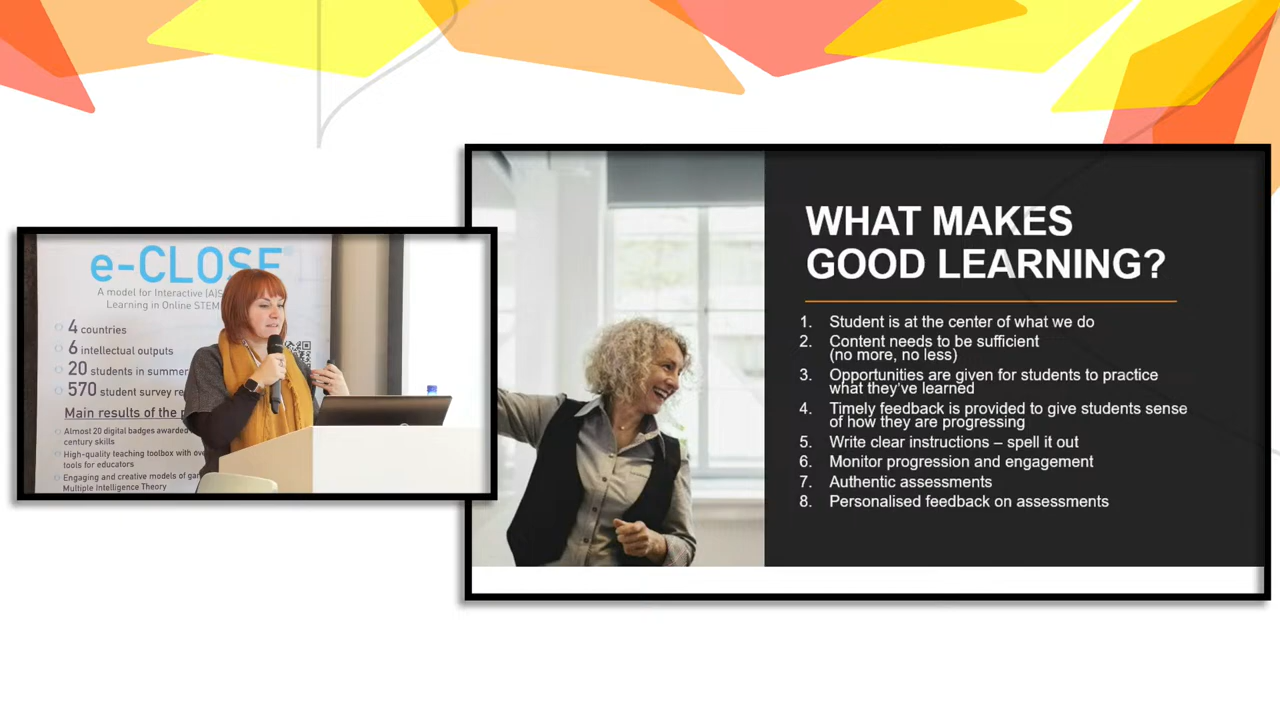 e-CLOSE
A model for Interactive (A)S
Learning in Online STEM
4 countries
6 intellectual outputs
20 students in summer
570 student survey re
Main results of the p
Almost 20 digital badges awarded
century skills
High-quality teaching toolbox with ove
tools for educators
Engaging and creative models of ga
Multiple Intelligence Theory
WHAT MAKES
GOOD LEARNING?
1. Student is at the center of what we do
2. Content needs to be sufficient
(no more, no less)
3. Opportunities are given for students to practice
what they've learned
4. Timely feedback is provided to give students sense
of how they are progressing
5. Write clear instructions – spell it out
6. Monitor progression and engagement
7. Authentic assessments
8. Personalised feedback on assessments